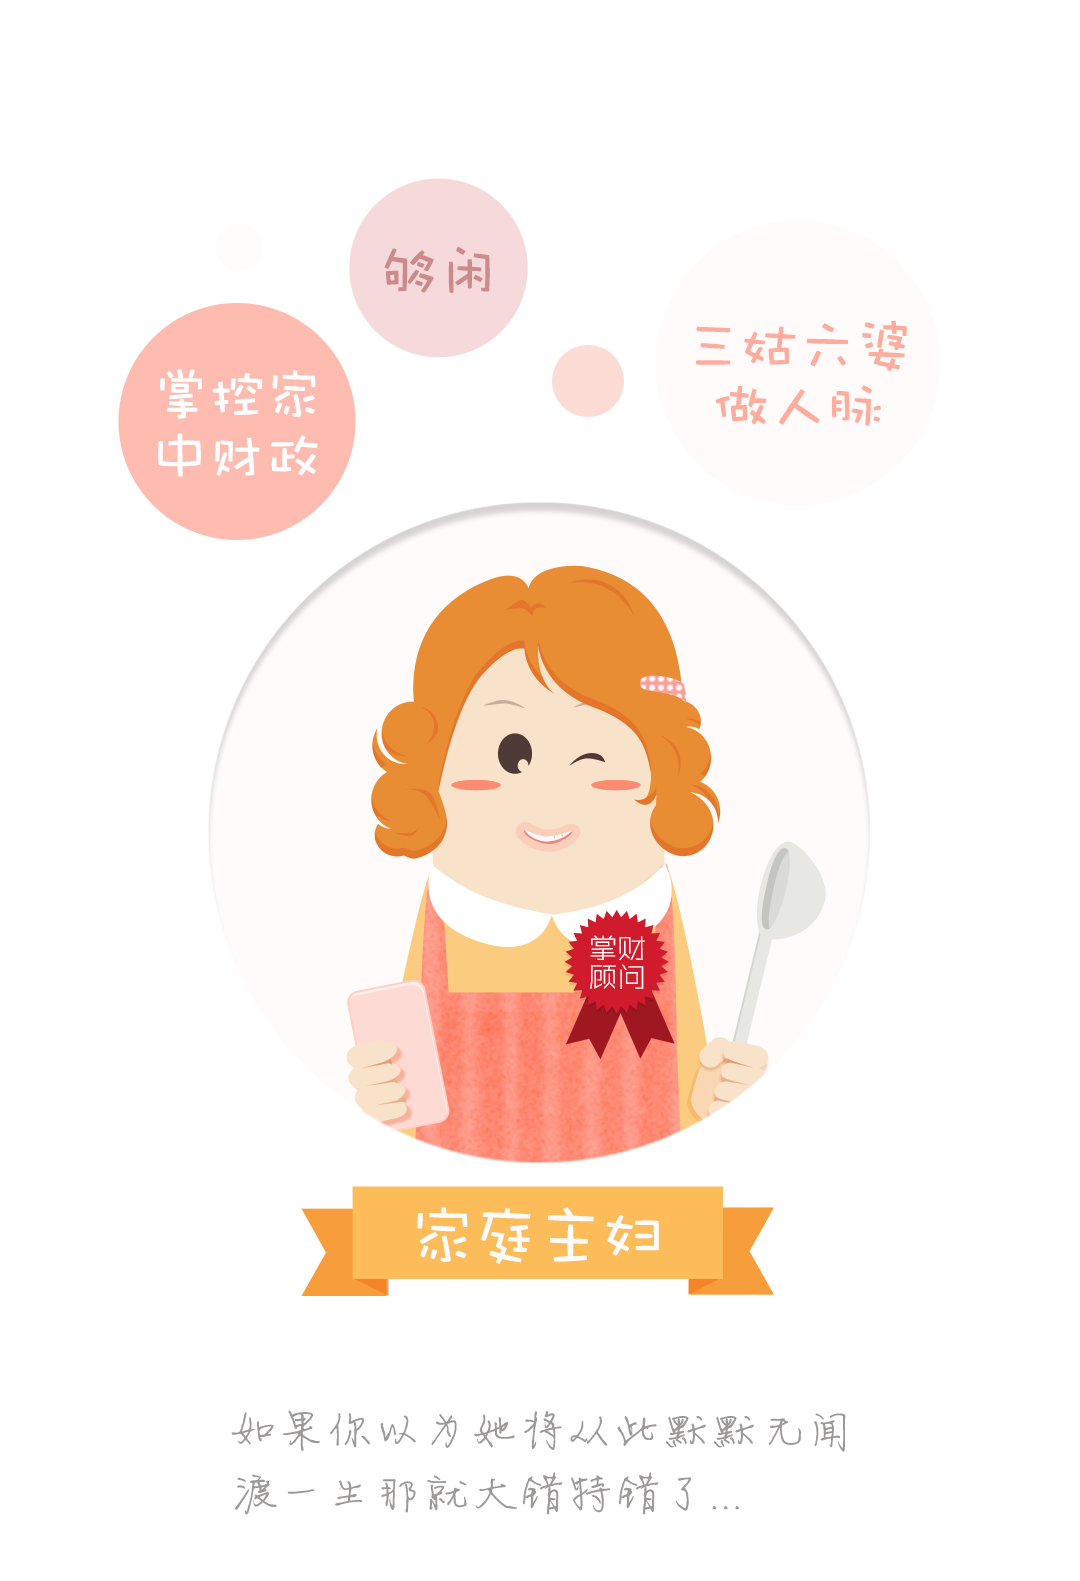 够闲
三姑六婆
做人脉
掌控家
中财政
掌财
顾问
家庭主妇
如果你以为她将从此默默无闻
渡一生那就大错特错了...